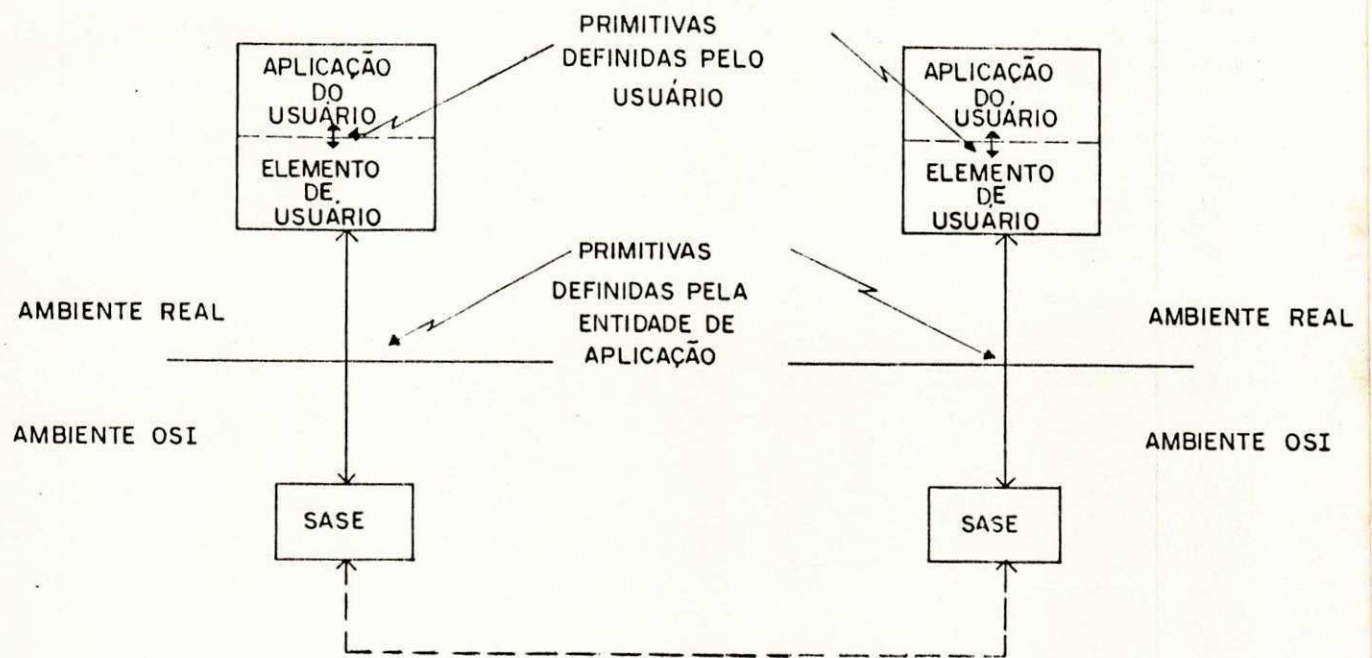 PRIMITIVAS
DEFINIDAS PELO
USUÁRIO
APLICAÇÃO
DO
USUÁRIO
ELEMENTO
DE
USUÁRIO
APLICAÇÃO
DO
USUÁRIO
ELEMENTO
DE
USUÁRIO
PRIMITIVAS
DEFINIDAS PELA
ENTIDADE DE
APLICAÇÃO
AMBIENTE REAL
AMBIENTE REAL
AMBIENTE OSI
AMBIENTE OSI
SASE
SASE